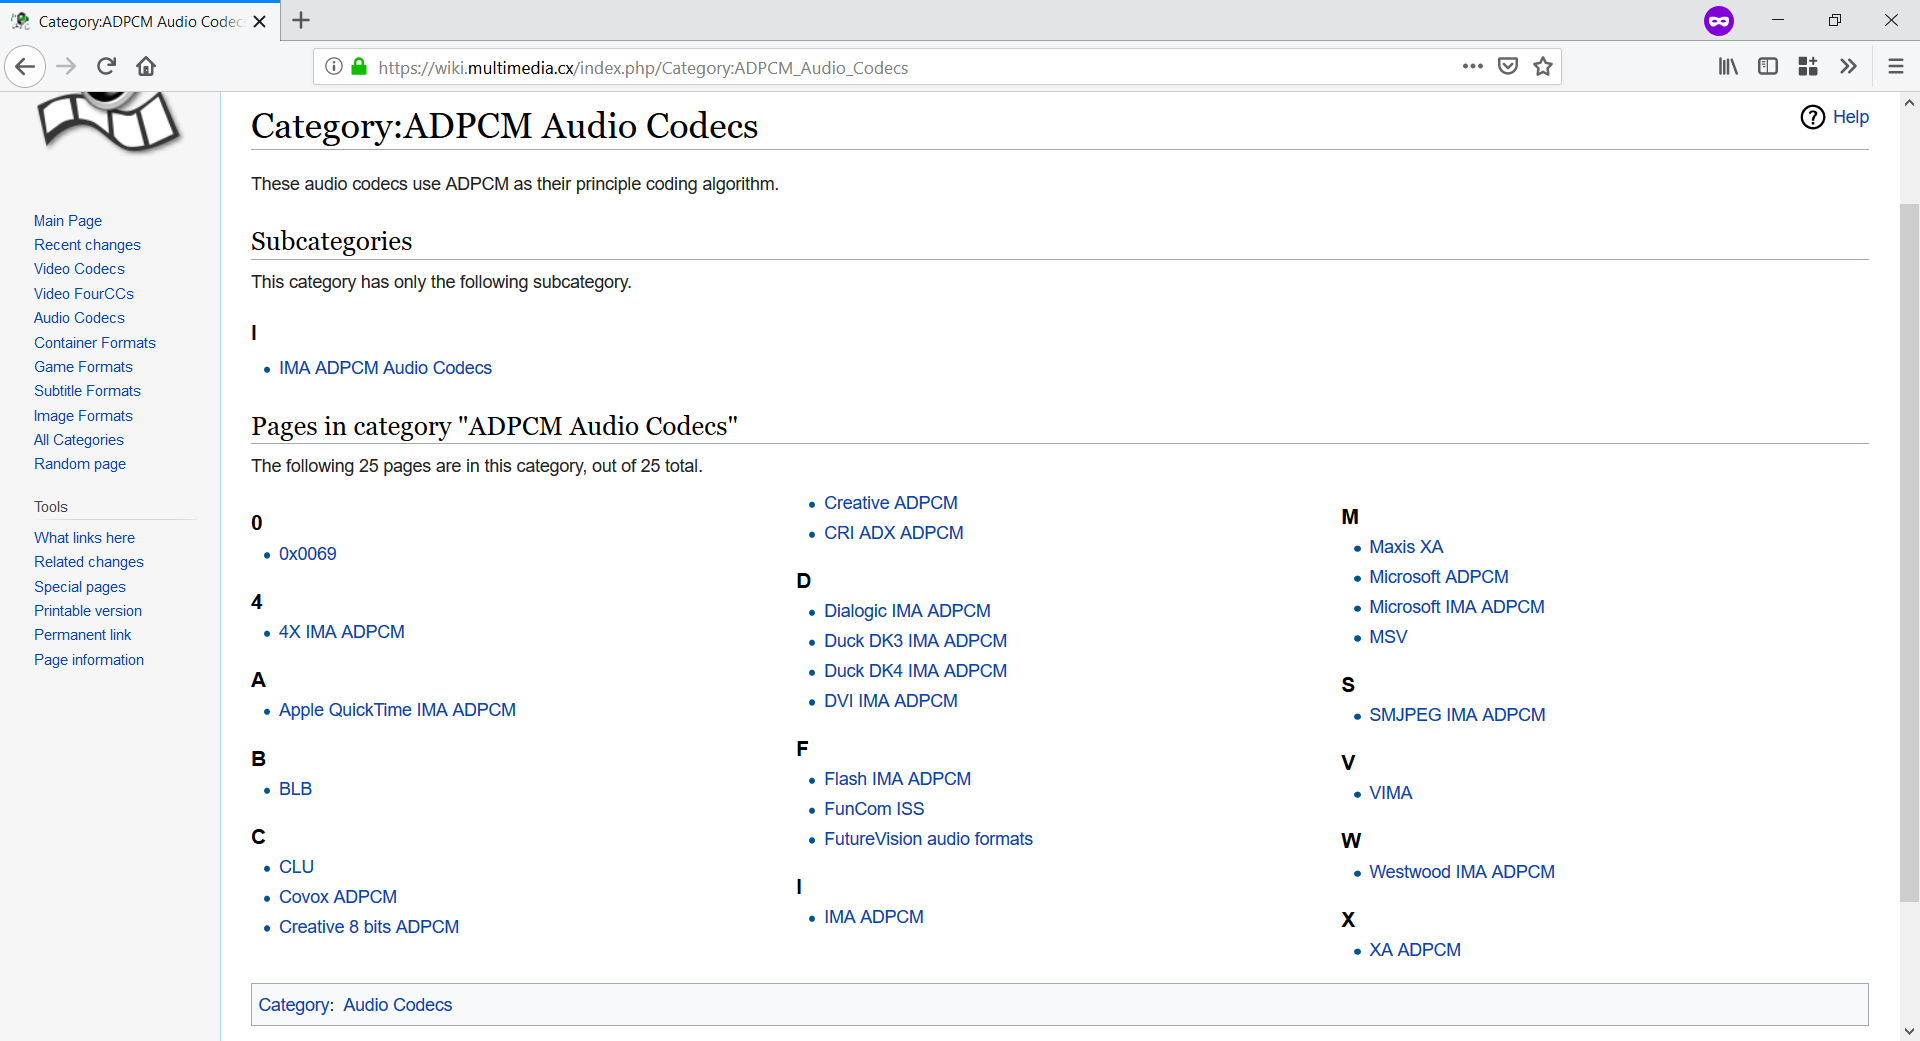 Category:ADPCM Audio Codec
https://wiki.multimedia.cx/index.php/Category:ADPCM_Audio_Codecs
Help
Category:ADPCM Audio Codecs
These audio codecs use ADPCM as their principle coding algorithm.
Main Page
Recent changes
Video Codecs
Video FourCCs
Audio Codecs
Container Formats
Game Formats
Subtitle Formats
Image Formats
All Categories
Random page
Tools
What links here
Related changes
Special pages
Printable version
Permanent link
Page information
Subcategories
This category has only the following subcategory.
I
IMA ADPCM Audio Codecs
Pages in category "ADPCM Audio Codecs"
The following 25 pages are in this category, out of 25 total.
0
0x0069
4
4X IMA ADPCM
A
Apple QuickTime IMA ADPCM
B
BLB
C
CLU
Covox ADPCM
Creative 8 bits ADPCM
Creative ADPCM
CRI ADX ADPCM
D
Dialogic IMA ADPCM
Duck DK3 IMA ADPCM
Duck DK4 IMA ADPCM
DVI IMA ADPCM
F
Flash IMA ADPCM
FunCom ISS
FutureVision audio formats
I
IMA ADPCM
M
Maxis XA
Microsoft ADPCM
Microsoft IMA ADPCM
MSV
S
SMJPEG IMA ADPCM
V
VIMA
W
Westwood IMA ADPCM
X
XA ADPCM
Category: Audio Codecs